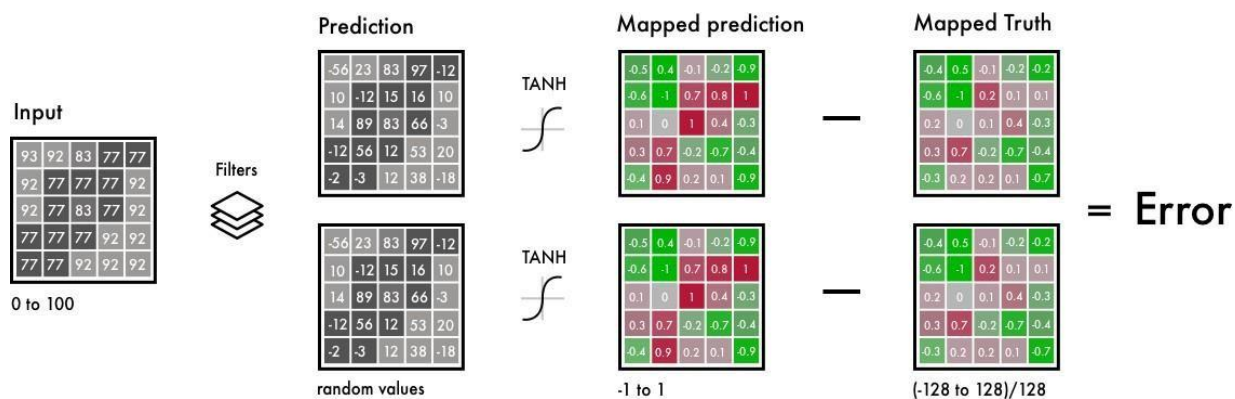 Prediction
Mapped prediction
Mapped Truth
-56 23 83 97 -12
10 -12 15 16 10
14 89 83 66 -3
-12 56 12 53 20
-2 -3 12 38 -18
TANH
-0.5 0.4 -0.1 -0.2 -0.9
-0.6 -1 0.7 0.8 1
0.1 0 1 0.4 -0.3
0.3 0.7 -0.2 -0.7 -0.4
-0.4 0.9 0.2 0.1 -0.9
—
-0.4 0.5 -0.1 -0.2 -0.2
-0.6 -1 0.2 0.1 0.1
0.2 0 0.1 0.4 -0.3
0.3 0.7 -0.2 -0.7 -0.4
-0.3 0.2 0.2 0.1 -0.7
Input
93 92 83 77 77
92 77 77 77 92
92 77 83 77 92
77 77 77 92 92
77 77 92 92 92
0 to 100
Filters
= Error
-56 23 83 97 -12
10 -12 15 16 10
14 89 83 66 -3
-12 56 12 53 20
-2 -3 12 38 -18
random values
TANH
-0.5 0.4 -0.1 -0.2 -0.9
-0.6 -1 0.7 0.8 1
0.1 0 1 0.4 -0.3
0.3 0.7 -0.2 -0.7 -0.4
-0.4 0.9 0.2 0.1 -0.9
-1 to 1
—
-0.4 0.5 -0.1 -0.2 -0.2
-0.6 -1 0.2 0.1 0.1
0.2 0 0.1 0.4 -0.3
0.3 0.7 -0.2 -0.7 -0.4
-0.3 0.2 0.2 0.1 -0.7
(-128 to 128)/128